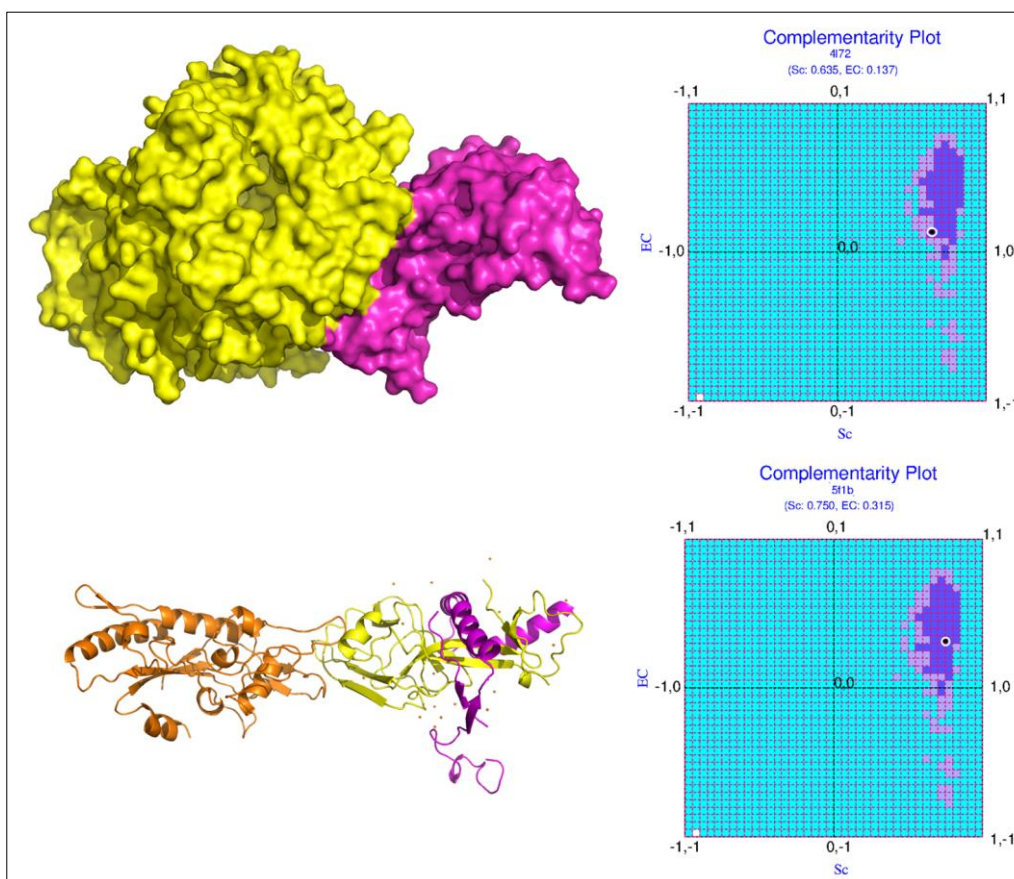 Complementarity Plot
4l72
(Sc: 0.635, EC: 0.137)
-1,1
0,1
1,1
EC
-1,0
0,0
1,0
-1,-1
0,-1
1,-1
Sc
Complementarity Plot
5f1b
(Sc: 0.750, EC: 0.315)
-1,1
0,1
1,1
EC
-1,0
0,0
1,0
-1,-1
0,-1
1,-1
Sc